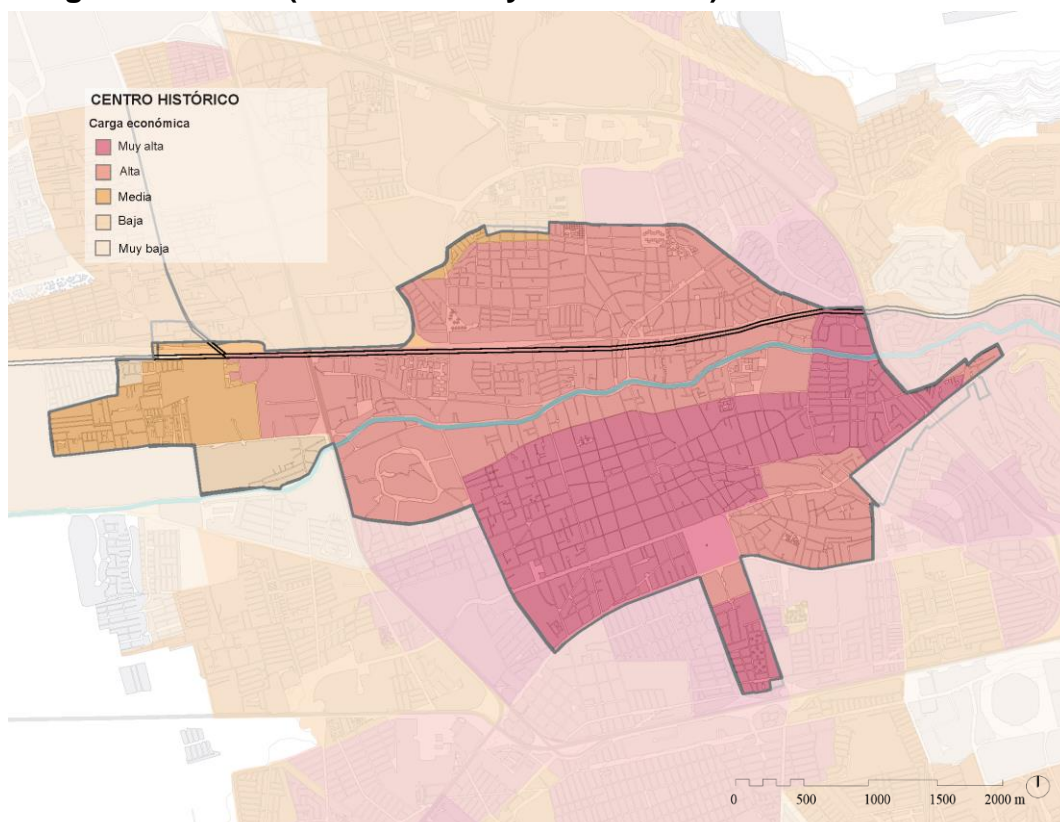 CENTRO HISTÓRICO
Carga económica
Muy alta
Alta
Media
Baja
Muy baja
0 500 1000 1500 2000 m